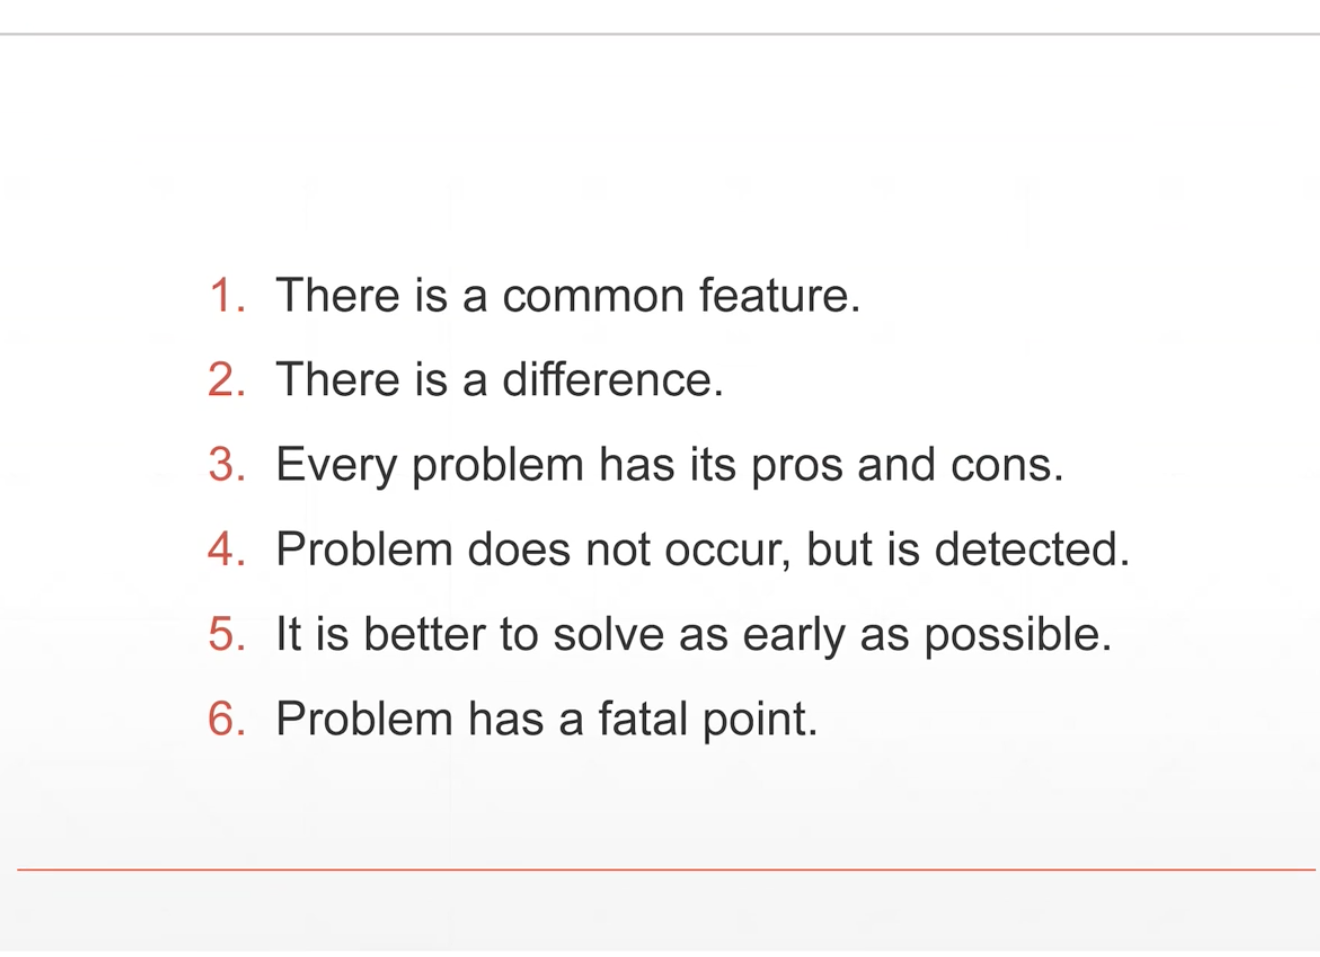 1. There is a common feature.
2. There is a difference.
3. Every problem has its pros and cons.
4. Problem does not occur, but is detected.
5. It is better to solve as early as possible.
6. Problem has a fatal point.